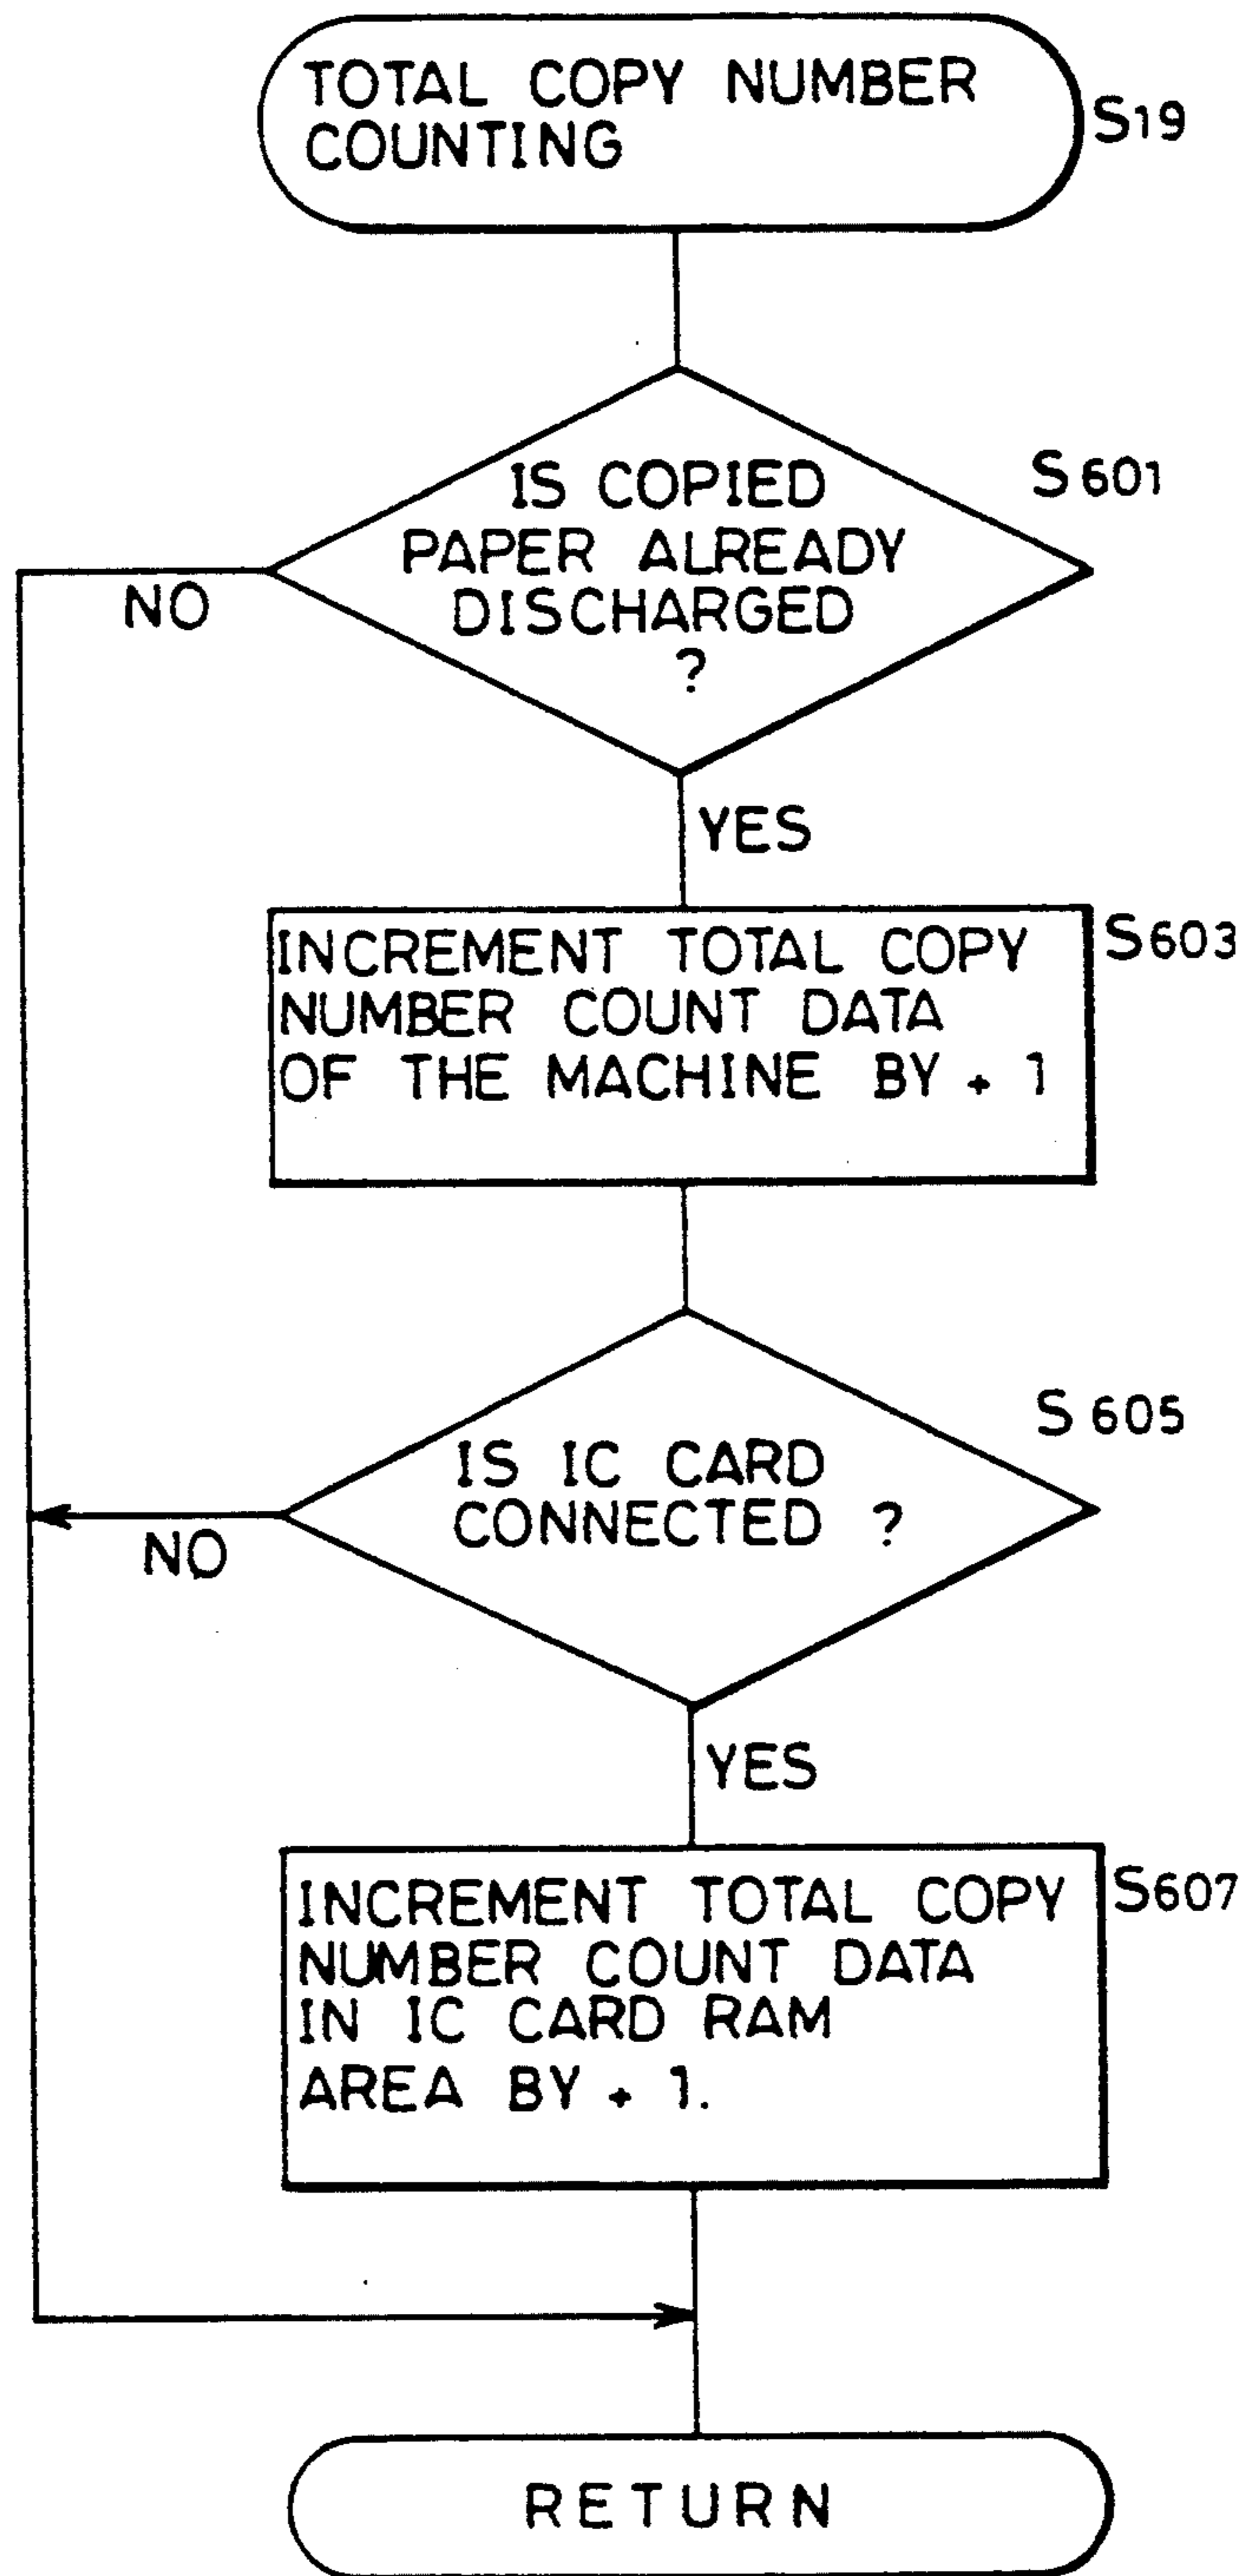 TOTAL COPY NUMBER
COUNTING
S19
IS COPIED
PAPER ALREADY
DISCHARGED
?
S601
NO
YES
INCREMENT TOTAL COPY
NUMBER COUNT DATA
OF THE MACHINE BY + 1
S603
IS IC CARD
CONNECTED ?
S605
NO
YES
INCREMENT TOTAL COPY
NUMBER COUNT DATA
IN IC CARD RAM
AREA BY + 1.
S607
RETURN